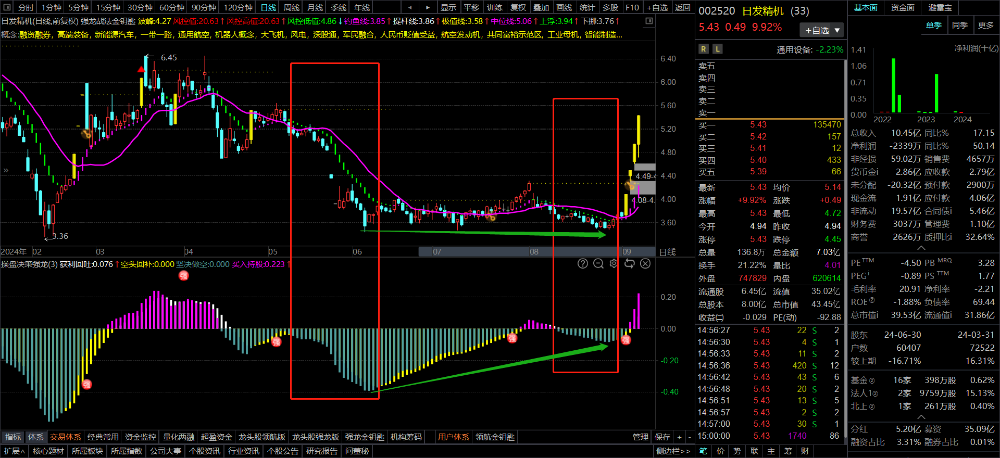 分时 1分钟 5分钟 15分钟 30分钟 60分钟 90分钟 120分钟 日线 周线 月线 季线 年线 显示 平移 训练 复权 叠加 画线 统计 多股 F10 +自选 返回
日发精机(日线,前复权) 强龙战法金钥匙 波峰:4.27 风控值:20.63↑ 风控高值:20.63↑ 风控低值:4.86↓ 钓鱼线:3.85↑ 提杆线:3.86↑ 极值线:3.58↑ 中位线:5.06↑ 上浮:3.94↑ 下挪:3.76↑
概念:融资融券, 高端装备, 新能源汽车, 一带一路, 通用航空, 机器人概念, 大飞机, 风电, 深股通, 军民融合, 人民币贬值受益, 航空发动机, 共同富裕示范区, 工业母机, 智能制造...
6.45
3.36
4.49-4
4.08-4.
6.40
6.00
5.60
5.20
4.80
4.40
4.00
3.60
2024年 02 03 04 05 06 07 08 09 日线
操盘决策强龙(3) 获利回吐:0.076↑ 空头回补:0.000 坚决做空:0.000 买入持股:0.223↑
强
强
强
强
强
0.20
0.00
-0.20
-0.40
指标 体系 交易体系 经典常用 资金监控 量化两融 超盈资金 龙头股领航版 龙头股强龙版 强龙金钥匙 机构筹码 用户体系 领航金钥匙 管理 保存 + -
扩展∧ 核心题材 所属板块 所属指数 公司大事 个股资讯 行业资讯 个股公告 研究报告 问董秘 侧边栏>>
002520 日发精机 (33)
5.43 0.49 9.92% +自选 ▼
R L 通用设备: -2.23%
卖五
卖四
卖三
卖二
卖一
买一 5.43 135470
买二 5.42 157
买三 5.41 12
买四 5.40 433
买五 5.39 66
最新 5.43 均价 5.14
涨幅 +9.92% 涨跌 +0.49
最高 5.43 最低 4.72
今开 4.94 昨收 4.94
涨停 5.43 跌停 4.45
总量 136.8万 总金额 7.03亿
换手 21.22% 量比 4.01
外盘 747829 内盘 620614
流通股 6.45亿 流值 35.02亿
总股本 8.00亿 总市值 43.45亿
收益㈡ -0.029 PE(动) -92.88
14:56:27 5.43 22 S 2
14:56:30 5.43 4 S 1
14:56:33 5.43 11 S 2
14:56:36 5.43 420 S 12
14:56:42 5.43 43 S 6
14:56:48 5.43 20 S 2
14:56:51 5.43 13 S 5
14:56:57 5.43 2 S 2
14:57:00 5.43 30 S 1
15:00:00 5.43 1740 86
笔 价 势 联 主 筹 财
基本面 资金面 避雷宝
单季 同季 更多
净利润(十亿)
1.41
1.06
0.71
0.35
0.00
2022 2023 2024
总收入 10.45亿 同比% 17.15
净利润 -2339万 同比% 50.14
非经损 59.02万 销售费 4657万
货币金i 2.86亿 应收款 2.79亿
未分配 -20.32亿 预付款 2900万
现金流 1.91亿 应付款 4.06亿
非流动 19.57亿 合同债i 5.46亿
财务费 3037万 管理费 1.10亿
商誉 2626万 质押比i 32.64%
PE TTM -4.50 PB MRQ 3.28
PEG i -0.89 PS TTM 1.77
毛利率 20.91 净利率 -2.21
ROE② -1.88% 负债率 69.44
总市值i 39.53亿 流通值i 31.86亿
股东 24-06-30 24-03-31
户数 60407 72522
较上期 -16.71% 16.31%
基金② 16家 398万股 0.62%
法人1② 2家 9759万股 15.13%
北上② 1家 261万股 0.40%
分红 5.20亿 募资 35.09亿
融资占比 3.31% 融券占比 0.01%